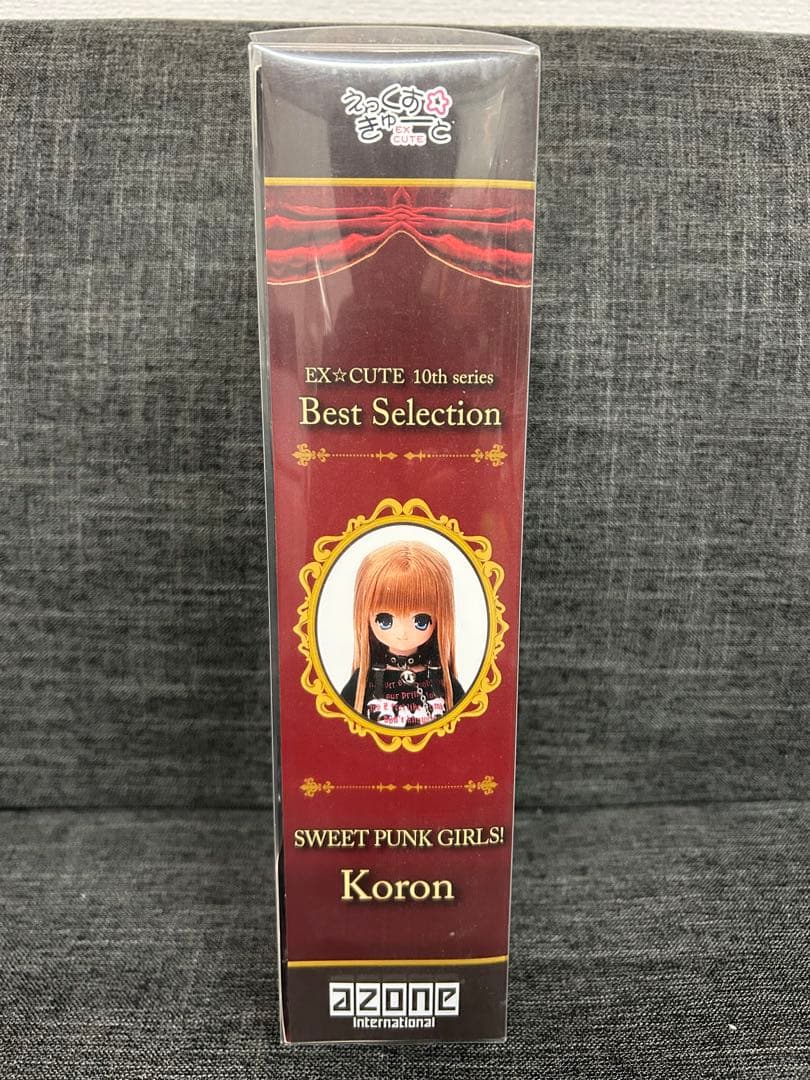 えっくす☆
きゅーと
EX
CUTE
EX☆CUTE 10th series
Best Selection
SWEET PUNK GIRLS!
Koron
azone
International